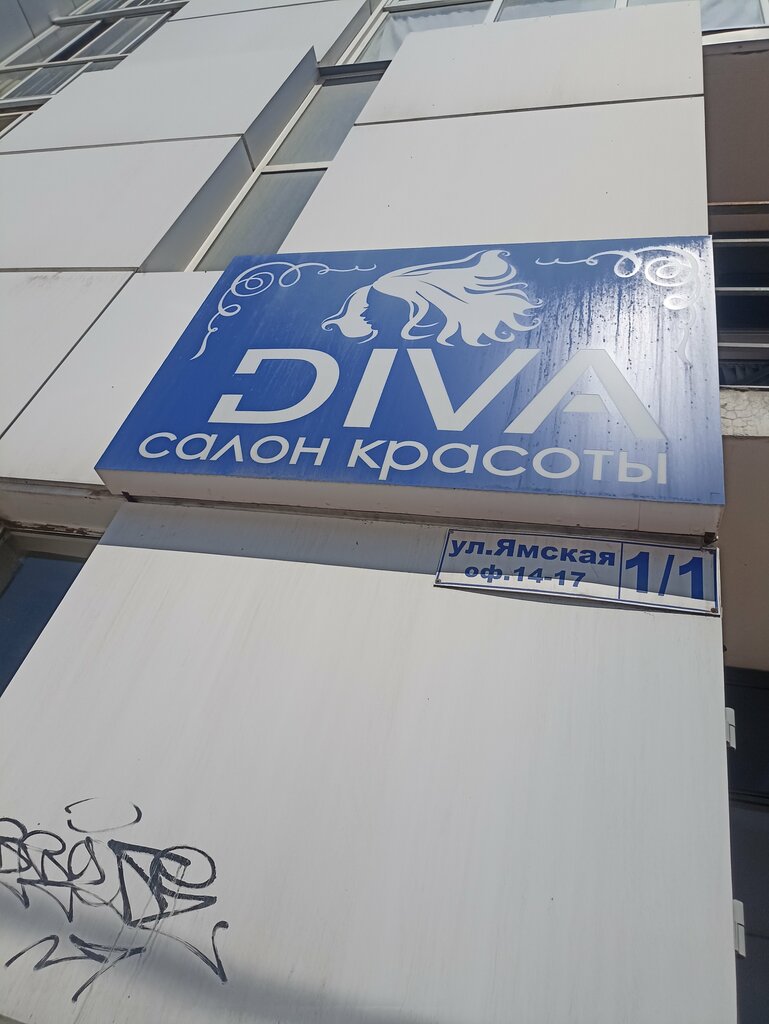 DIVA
салон красоты
ул.Ямская
оф.14-17
1/1